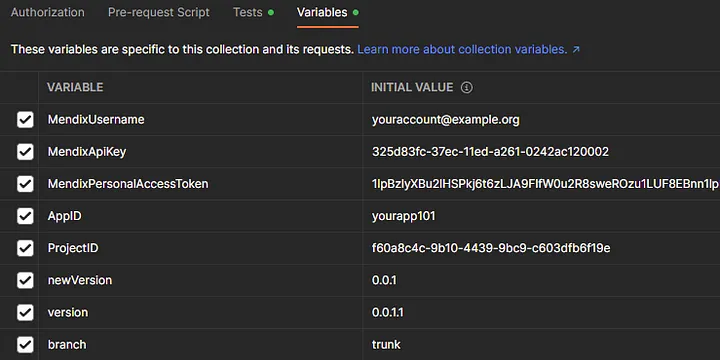 Authorization Pre-request Script Tests Variables
These variables are specific to this collection and its requests. Learn more about collection variables. ↗
VARIABLE INITIAL VALUE
MendixUsername youraccount@example.org
MendixApiKey 325d83fc-37ec-11ed-a261-0242ac120002
MendixPersonalAccessToken
AppID yourapp101
ProjectID f60a8c4c-9b10-4439-9bc9-c603dfb6f19e
newVersion 0.0.1
version 0.0.1.1
branch trunk